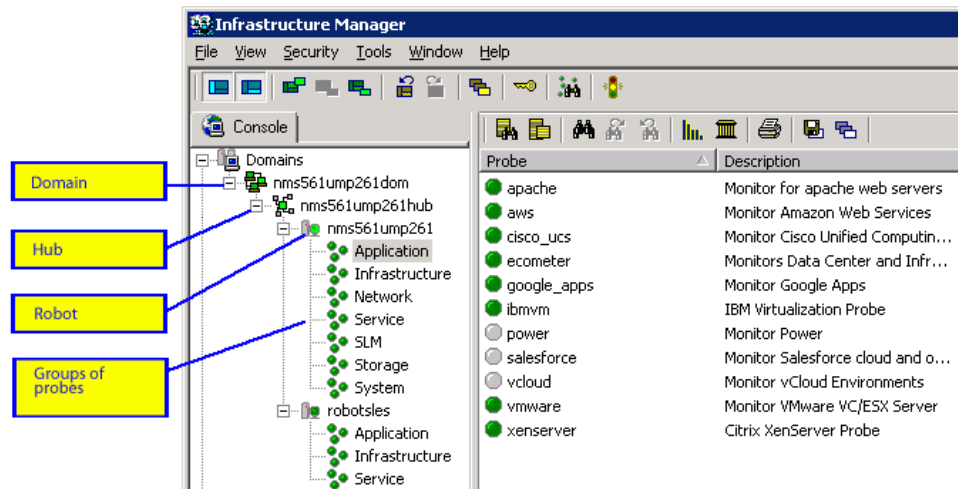 Infrastructure Manager
File View Security Tools Window Help
Console
Probe Description
Domains
nms561ump261dom
nms561ump261hub
nms561ump261
Application
Infrastructure
Network
Service
SLM
Storage
System
robotsles
Application
Infrastructure
Service
Domain
Hub
Robot
Groups of
probes
apache Monitor for apache web servers
aws Monitor Amazon Web Services
cisco_ucs Monitor Cisco Unified Computin...
ecometer Monitors Data Center and Infr...
google_apps Monitor Google Apps
ibmvm IBM Virtualization Probe
power Monitor Power
salesforce Monitor Salesforce cloud and o...
vcloud Monitor vCloud Environments
vmware Monitor VMware VC/ESX Server
xenserver Citrix XenServer Probe